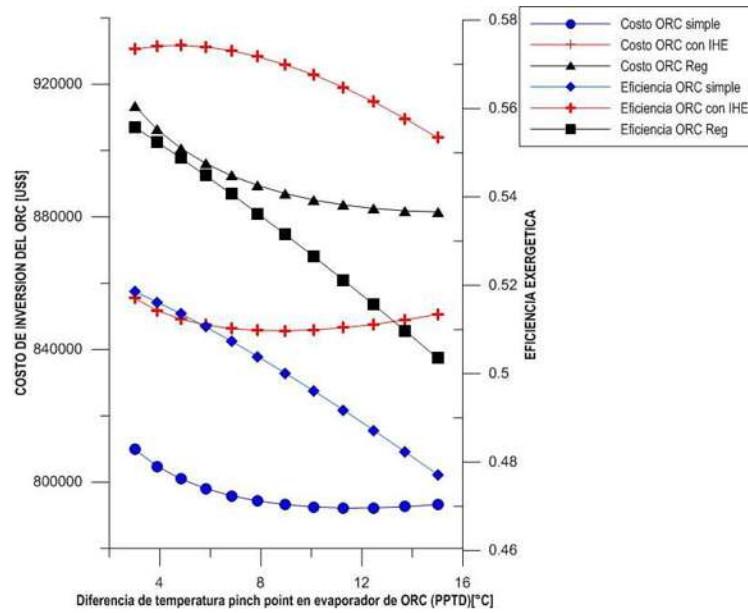 COSTO DE INVERSION DEL ORC [US$]
920000
880000
840000
800000
0.58
0.56
0.54
0.52
0.5
0.48
0.46
EFICIENCIA EXERGETICA
4
8
12
16
Diferencia de temperatura pinch point en evaporador de ORC (PPTD)[°C]
Costo ORC simple
Costo ORC con IHE
Costo ORC Reg
Eficiencia ORC simple
Eficiencia ORC con IHE
Eficiencia ORC Reg